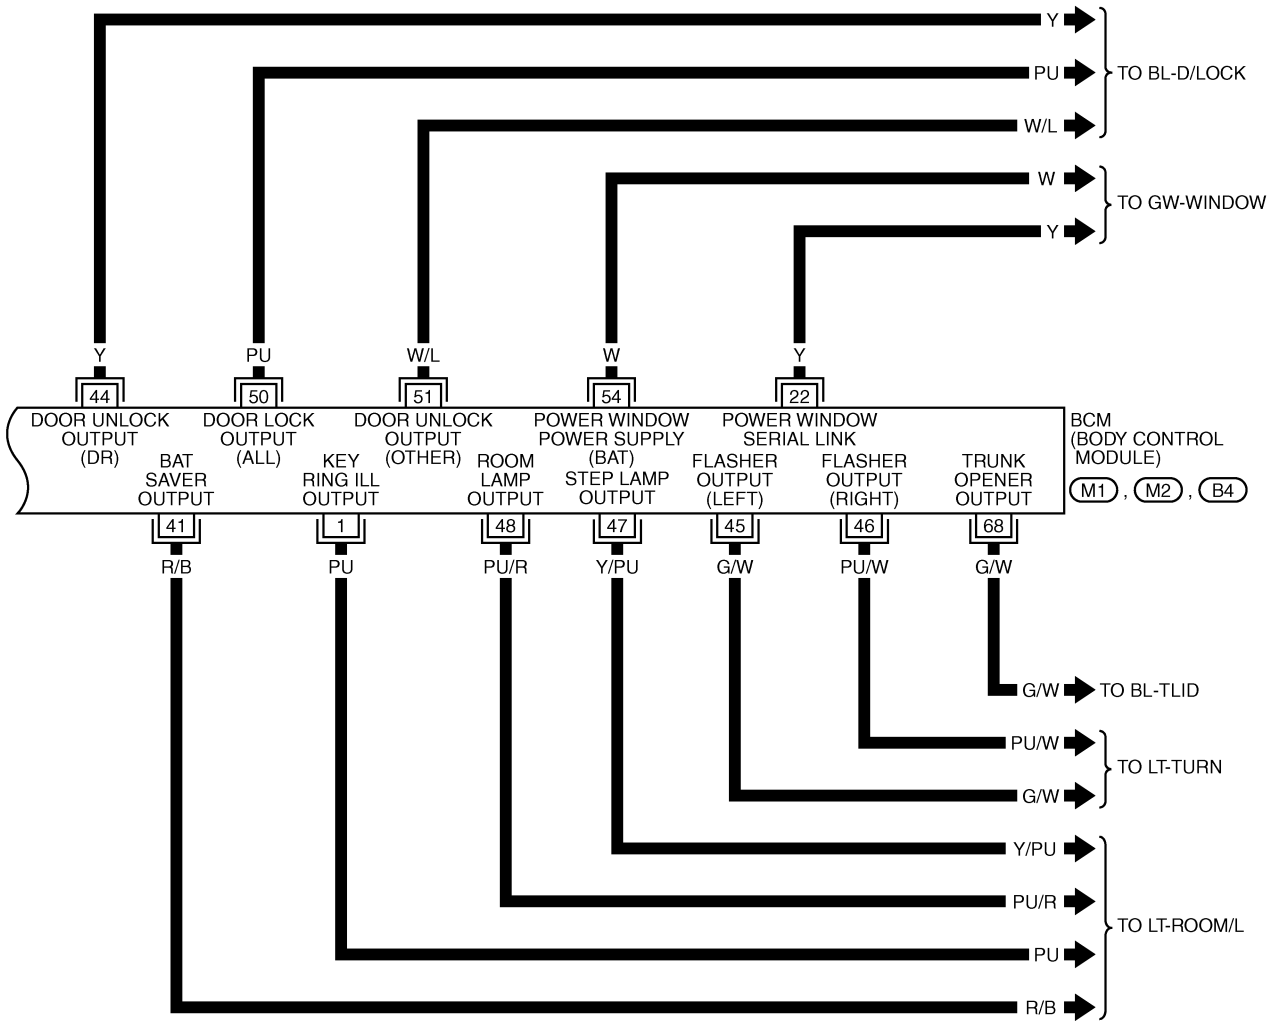 Y
PU
TO BL-D/LOCK
W/L
W
TO GW-WINDOW
Y
Y
PU
W/L
W
Y
44
50
51
54
22
DOOR UNLOCK
OUTPUT
(DR)
DOOR LOCK
OUTPUT
(ALL)
DOOR UNLOCK
OUTPUT
(OTHER)
POWER WINDOW
POWER SUPPLY
(BAT)
POWER WINDOW
SERIAL LINK
BCM
(BODY CONTROL
MODULE)
M1 , M2 , B4
BAT
SAVER
OUTPUT
KEY
RING ILL
OUTPUT
ROOM
LAMP
OUTPUT
STEP LAMP
OUTPUT
FLASHER
OUTPUT
(LEFT)
FLASHER
OUTPUT
(RIGHT)
TRUNK
OPENER
OUTPUT
41
1
48
47
45
46
68
R/B
PU
PU/R
Y/PU
G/W
PU/W
G/W
G/W
TO BL-TLID
PU/W
TO LT-TURN
G/W
Y/PU
PU/R
TO LT-ROOM/L
PU
R/B